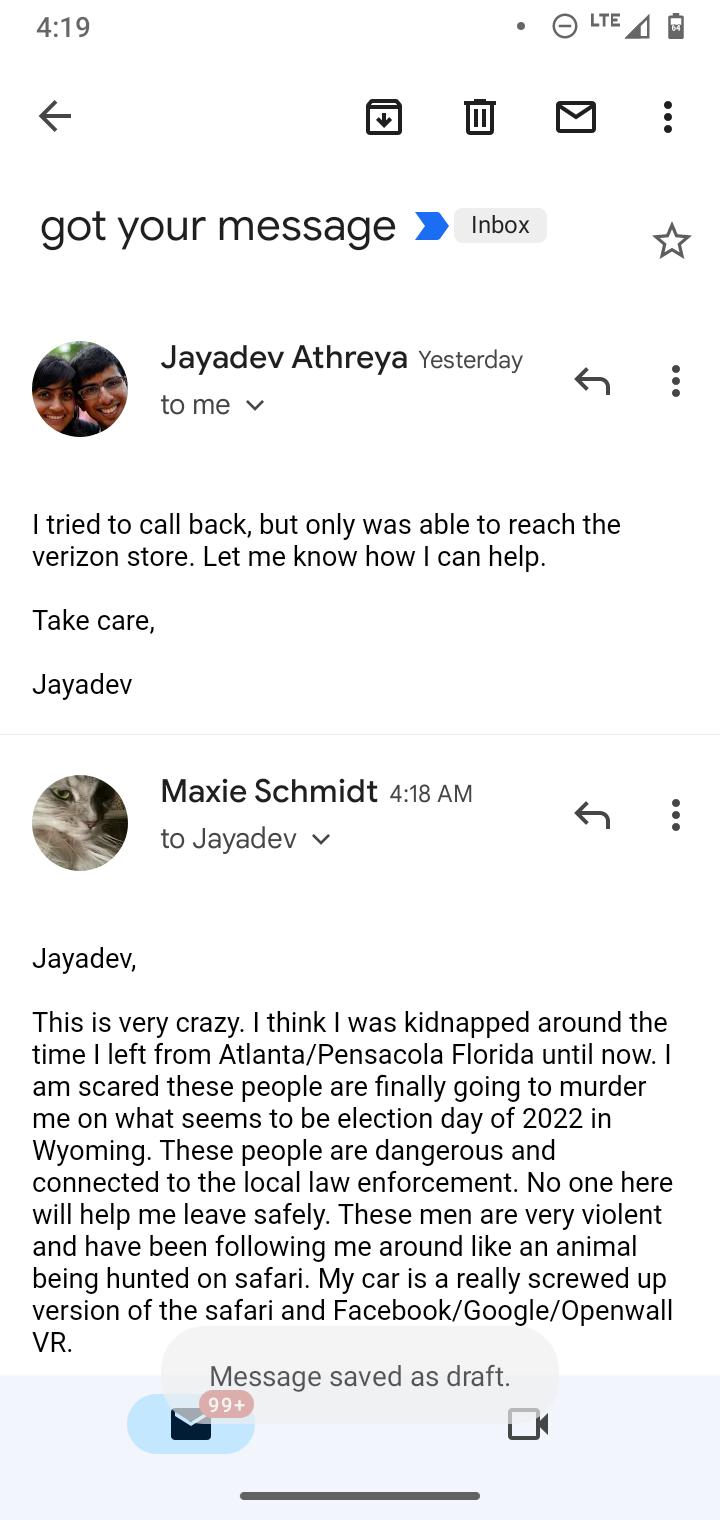 4:19
LTE
64
got your message
Inbox
Jayadev Athreya Yesterday
to me
I tried to call back, but only was able to reach the
verizon store. Let me know how I can help.
Take care,
Jayadev
Maxie Schmidt 4:18 AM
to Jayadev
Jayadev,
This is very crazy. I think I was kidnapped around the
time I left from Atlanta/Pensacola Florida until now. I
am scared these people are finally going to murder
me on what seems to be election day of 2022 in
Wyoming. These people are dangerous and
connected to the local law enforcement. No one here
will help me leave safely. These men are very violent
and have been following me around like an animal
being hunted on safari. My car is a really screwed up
version of the safari and Facebook/Google/Openwall
VR.
Message saved as draft.
99+